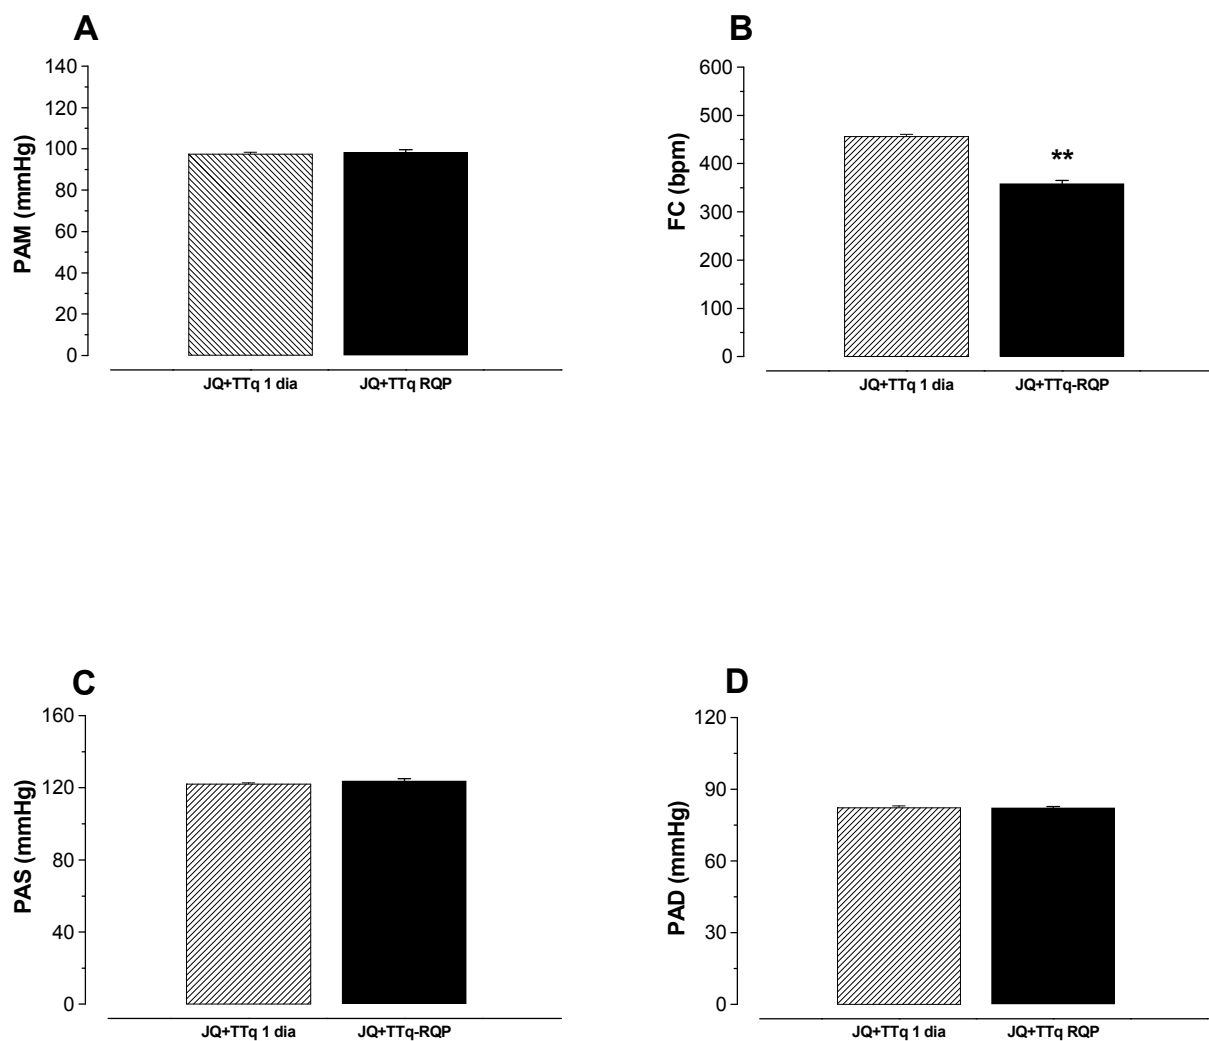 A
PAM (mmHg)
140
120
100
80
60
40
20
0
JQ+TTq 1 dia
JQ+TTq RQP
B
FC (bpm)
600
500
400
300
200
100
0
**
JQ+TTq 1 dia
JQ+TTq-RQP
C
PAS (mmHg)
160
120
80
40
0
JQ+TTq 1 dia
JQ+TTq-RQP
D
PAD (mmHg)
120
90
60
30
0
JQ+TTq 1 dia
JQ+TTq RQP